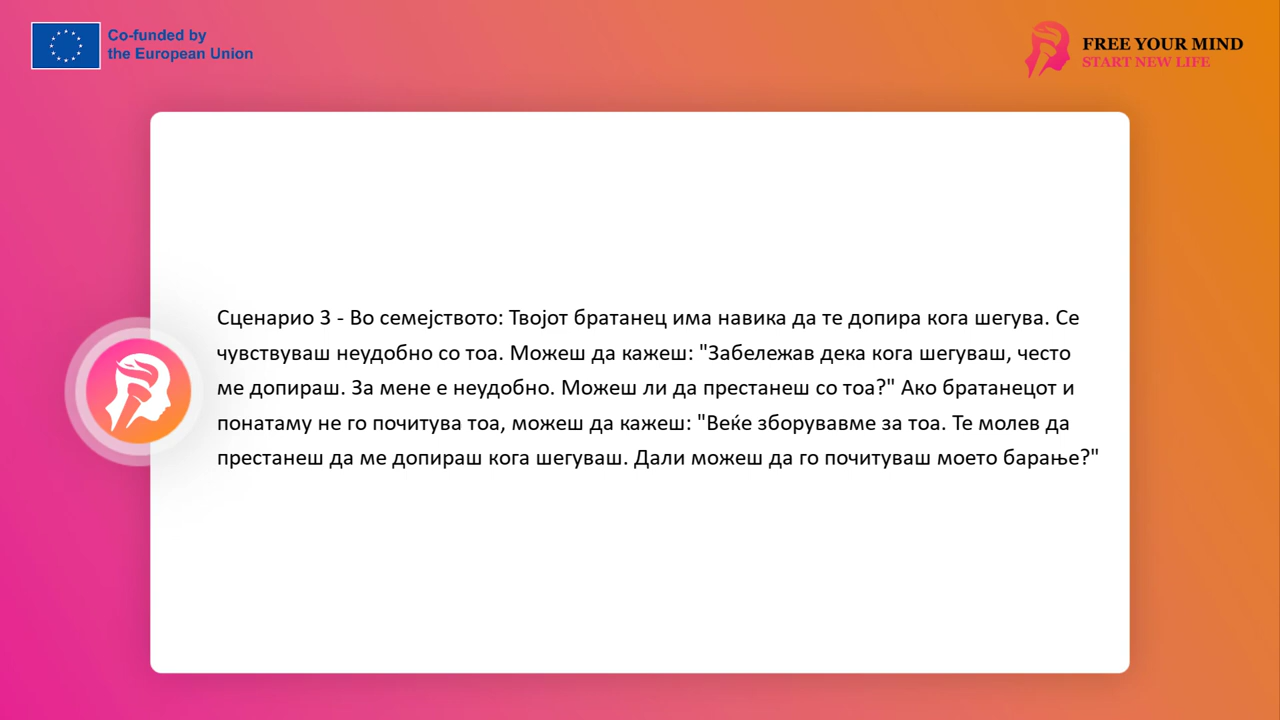 Co-funded by
the European Union
FREE YOUR MIND
START NEW LIFE
Сценарио 3 - Во семејството: Твојот братанец има навика да те допира кога шегува. Се
чувствуваш неудобно со тоа. Можеш да кажеш: "Забележав дека кога шегуваш, често
ме допираш. За мене е неудобно. Можеш ли да престанеш со тоа?" Ако братанецот и
понатаму не го почитува тоа, можеш да кажеш: "Веќе зборувавме за тоа. Те молев да
престанеш да ме допираш кога шегуваш. Дали можеш да го почитуваш моето барање?"